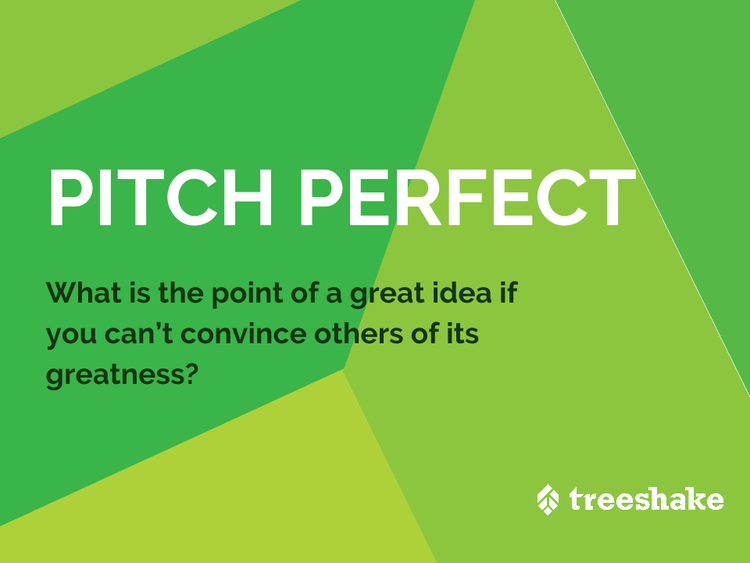 PITCH PERFECT
What is the point of a great idea if
you can’t convince others of its
greatness?
treeshake